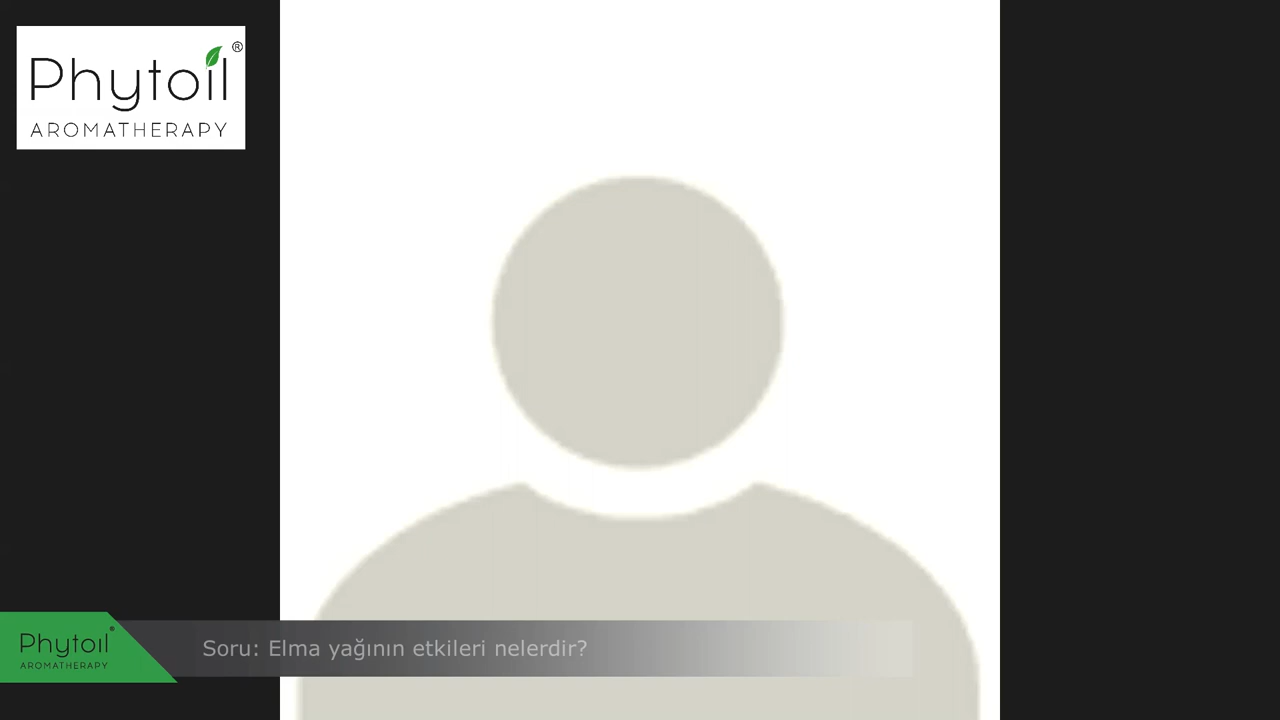 Phytoil®
AROMATHERAPY
Phytoil®
AROMATHERAPY
Soru: Elma yağının etkileri nelerdir?